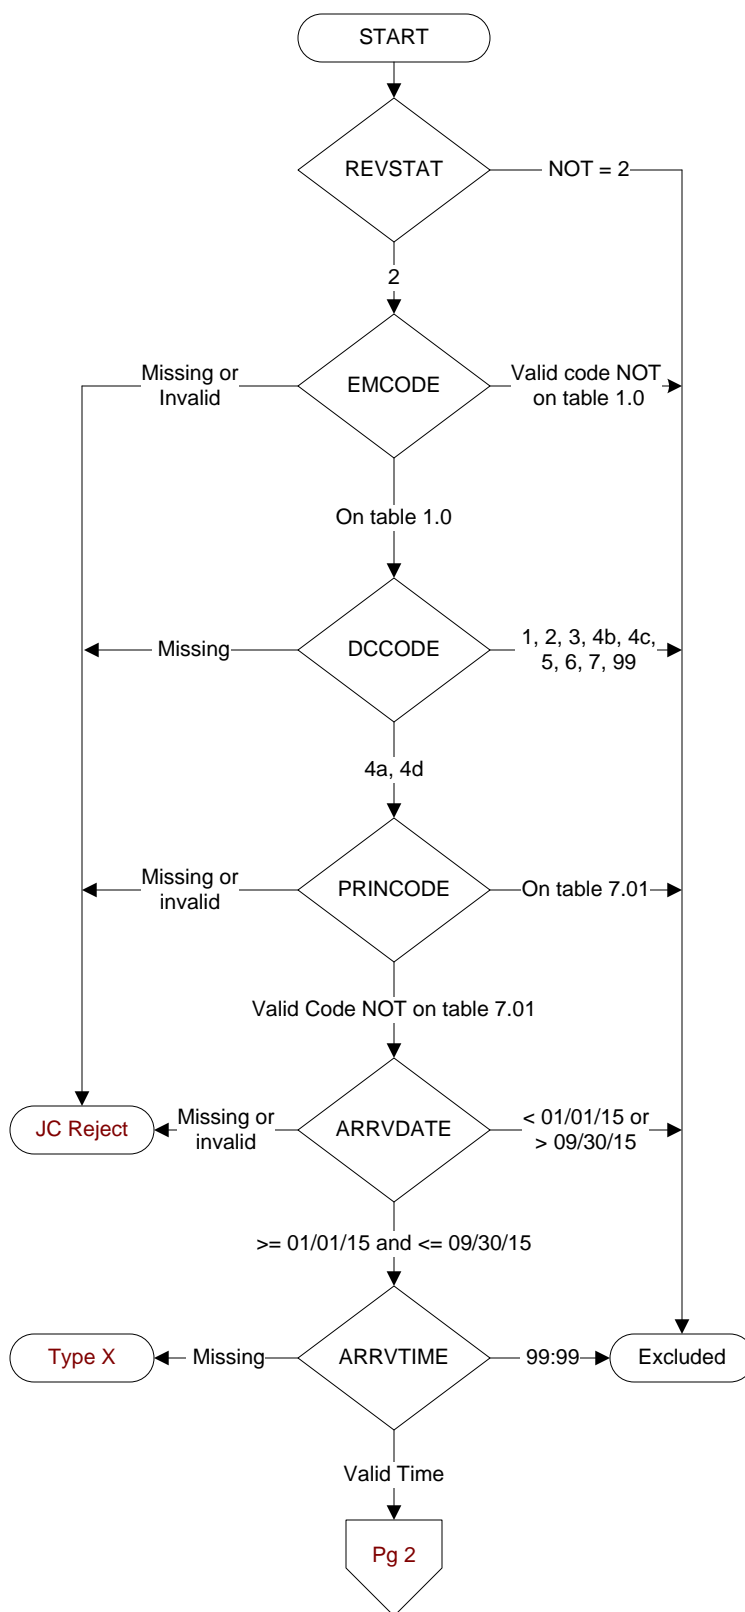 START
REVSTAT
NOT = 2
2
Missing or
Invalid
EMCODE
Valid code NOT
on table 1.0
On table 1.0
Missing
DCCODE
1, 2, 3, 4b, 4c,
5, 6, 7, 99
4a, 4d
Missing or
invalid
PRINCODE
On table 7.01
Valid Code NOT on table 7.01
JC Reject
Missing or
invalid
ARRVDATE
< 01/01/15 or
> 09/30/15
>= 01/01/15 and <= 09/30/15
Type X
Missing
ARRVTIME
99:99
Excluded
Valid Time
Pg 2